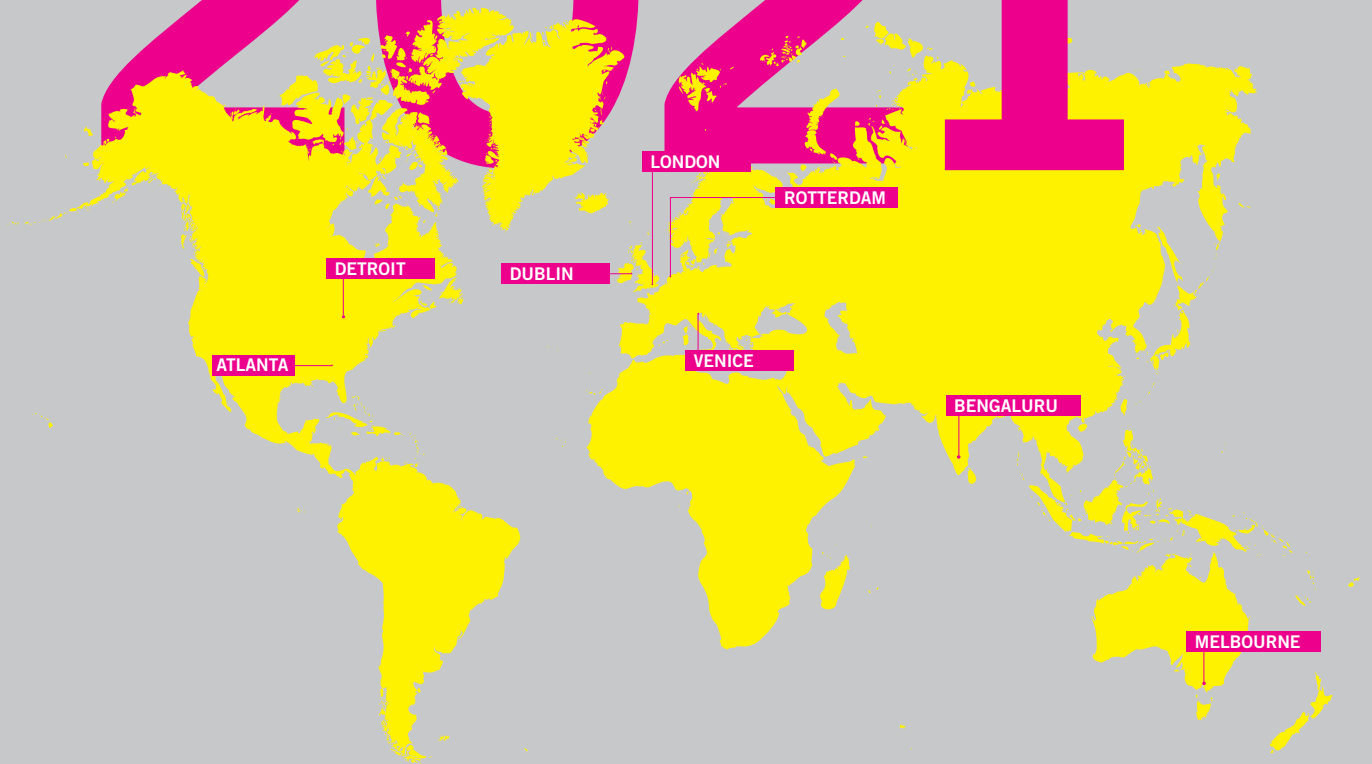 2021
LONDON
ROTTERDAM
DETROIT
DUBLIN
VENICE
ATLANTA
BENGALURU
MELBOURNE